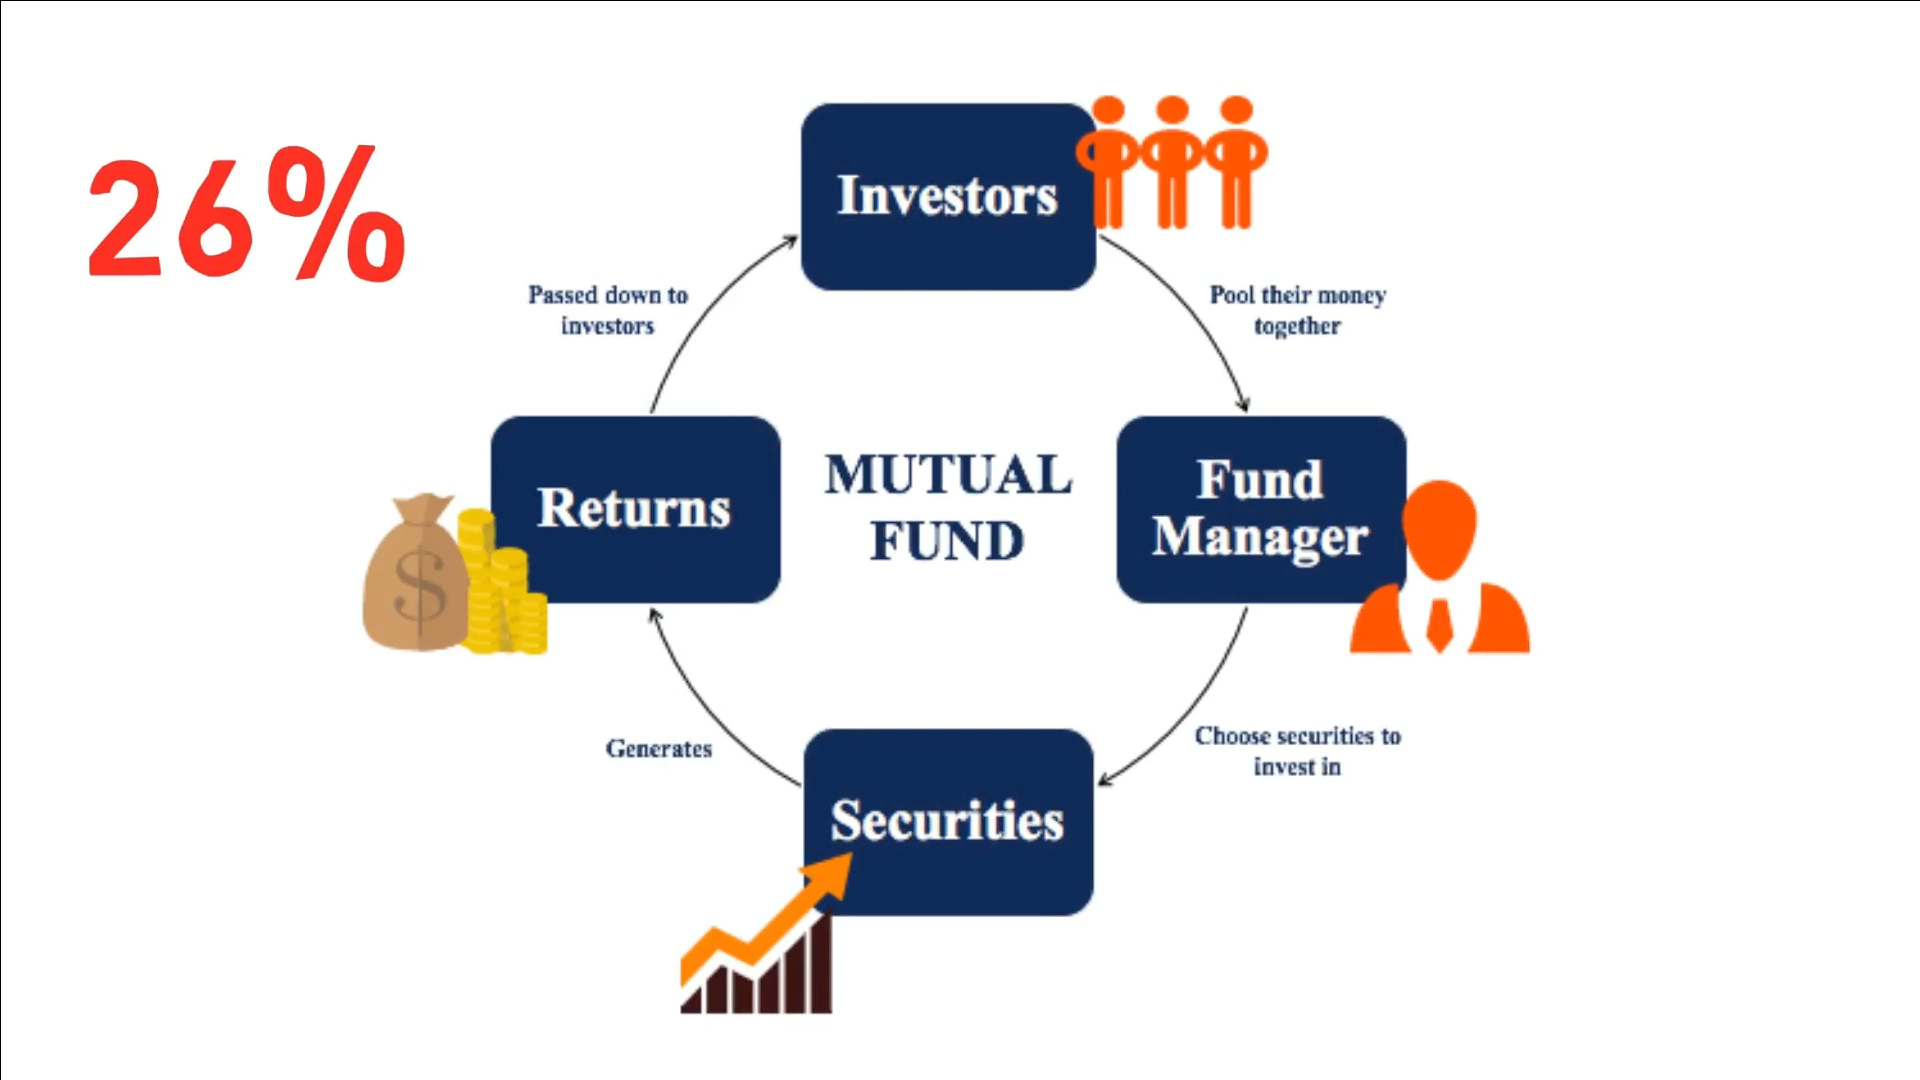 26%
Investors
Passed down to
investors
Pool their money
together
Returns
MUTUAL
FUND
Fund
Manager
$
Generates
Choose securities to
invest in
Securities